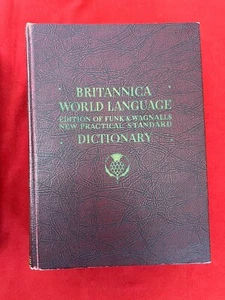 BRITANNICA
WORLD LANGUAGE
EDITION OF FUNK & WAGNALLS
NEW PRACTICAL STANDARD
DICTIONARY